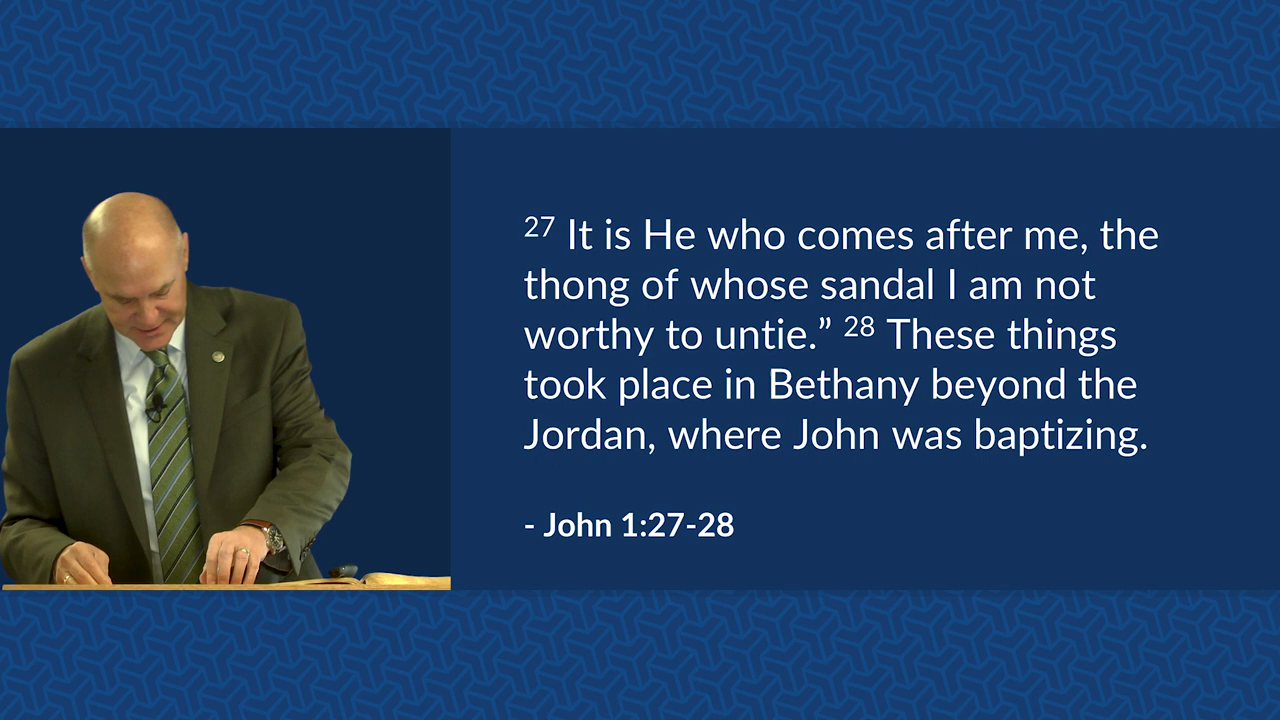 27 It is He who comes after me, the
thong of whose sandal I am not
worthy to untie.” 28 These things
took place in Bethany beyond the
Jordan, where John was baptizing.
- John 1:27-28